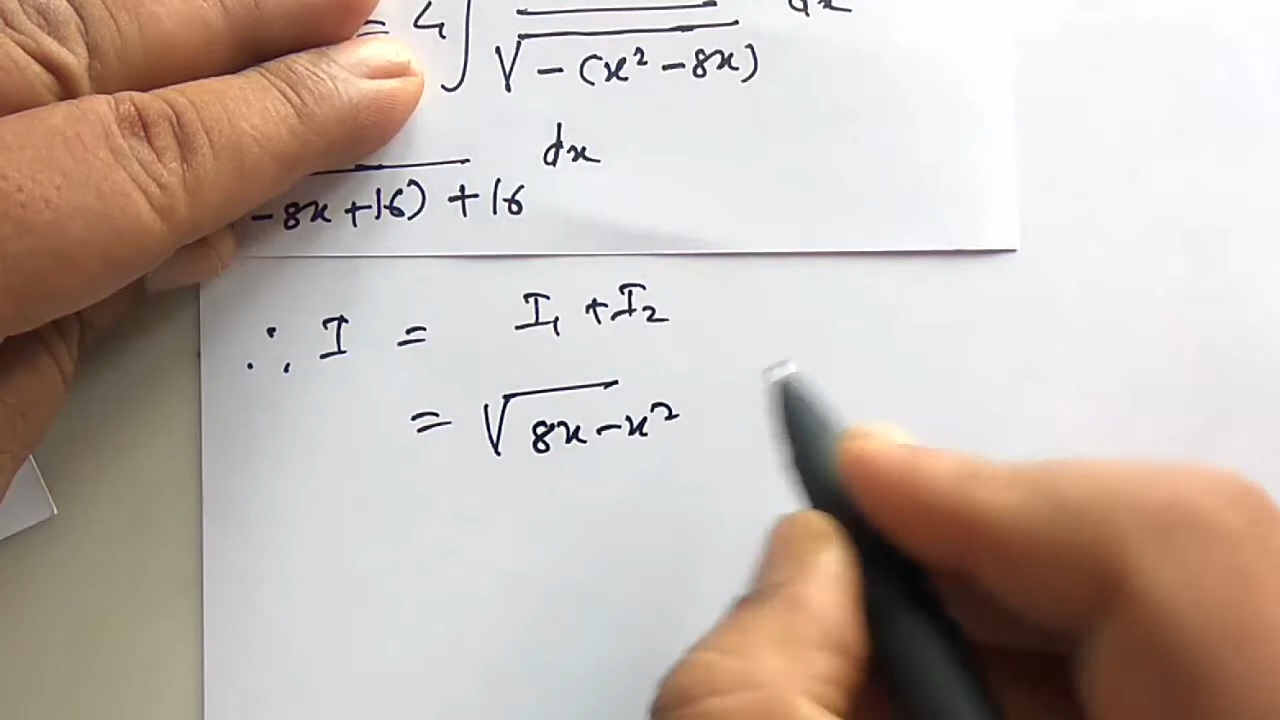 = 4∫ ――― dx
√-(x² - 8x)
dx
- 8x + 16) + 16
∴ I = I₁ + I₂
= √8x - x²